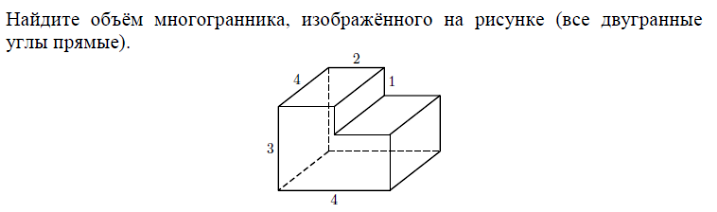 Найдите объём многогранника, изображённого на рисунке (все двугранные
углы прямые).
2
4
1
3
4